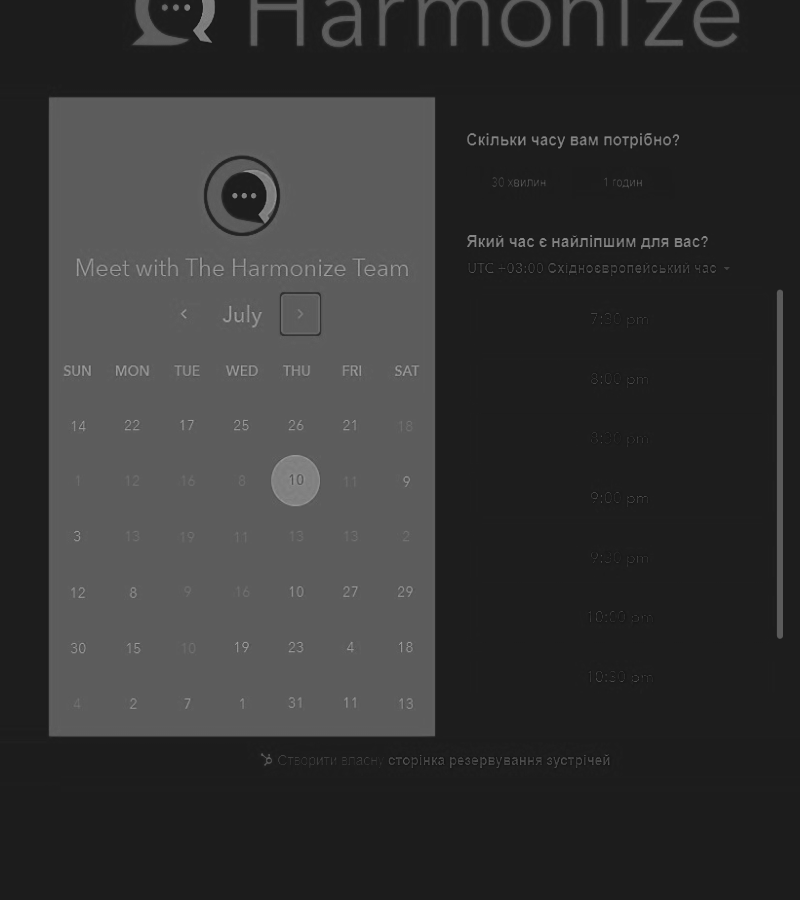 Harmonize
Meet with The Harmonize Team
July
SUN MON TUE WED THU FRI SAT
14 22 17 25 26 21 18
1 12 16 8 10 11 9
3 13 19 11 13 13 2
12 8 9 16 10 27 29
30 15 10 19 23 4 18
4 2 7 1 31 11 13
Скільки часу вам потрібно?
30 хвилин 1 годин
Який час є найліпшим для вас?
UTC +03:00 Східноєвропейський час
7:30 pm
8:00 pm
8:30 pm
9:00 pm
9:30 pm
10:00 pm
10:30 pm
Створити власн. сторінка резервування зустрічей